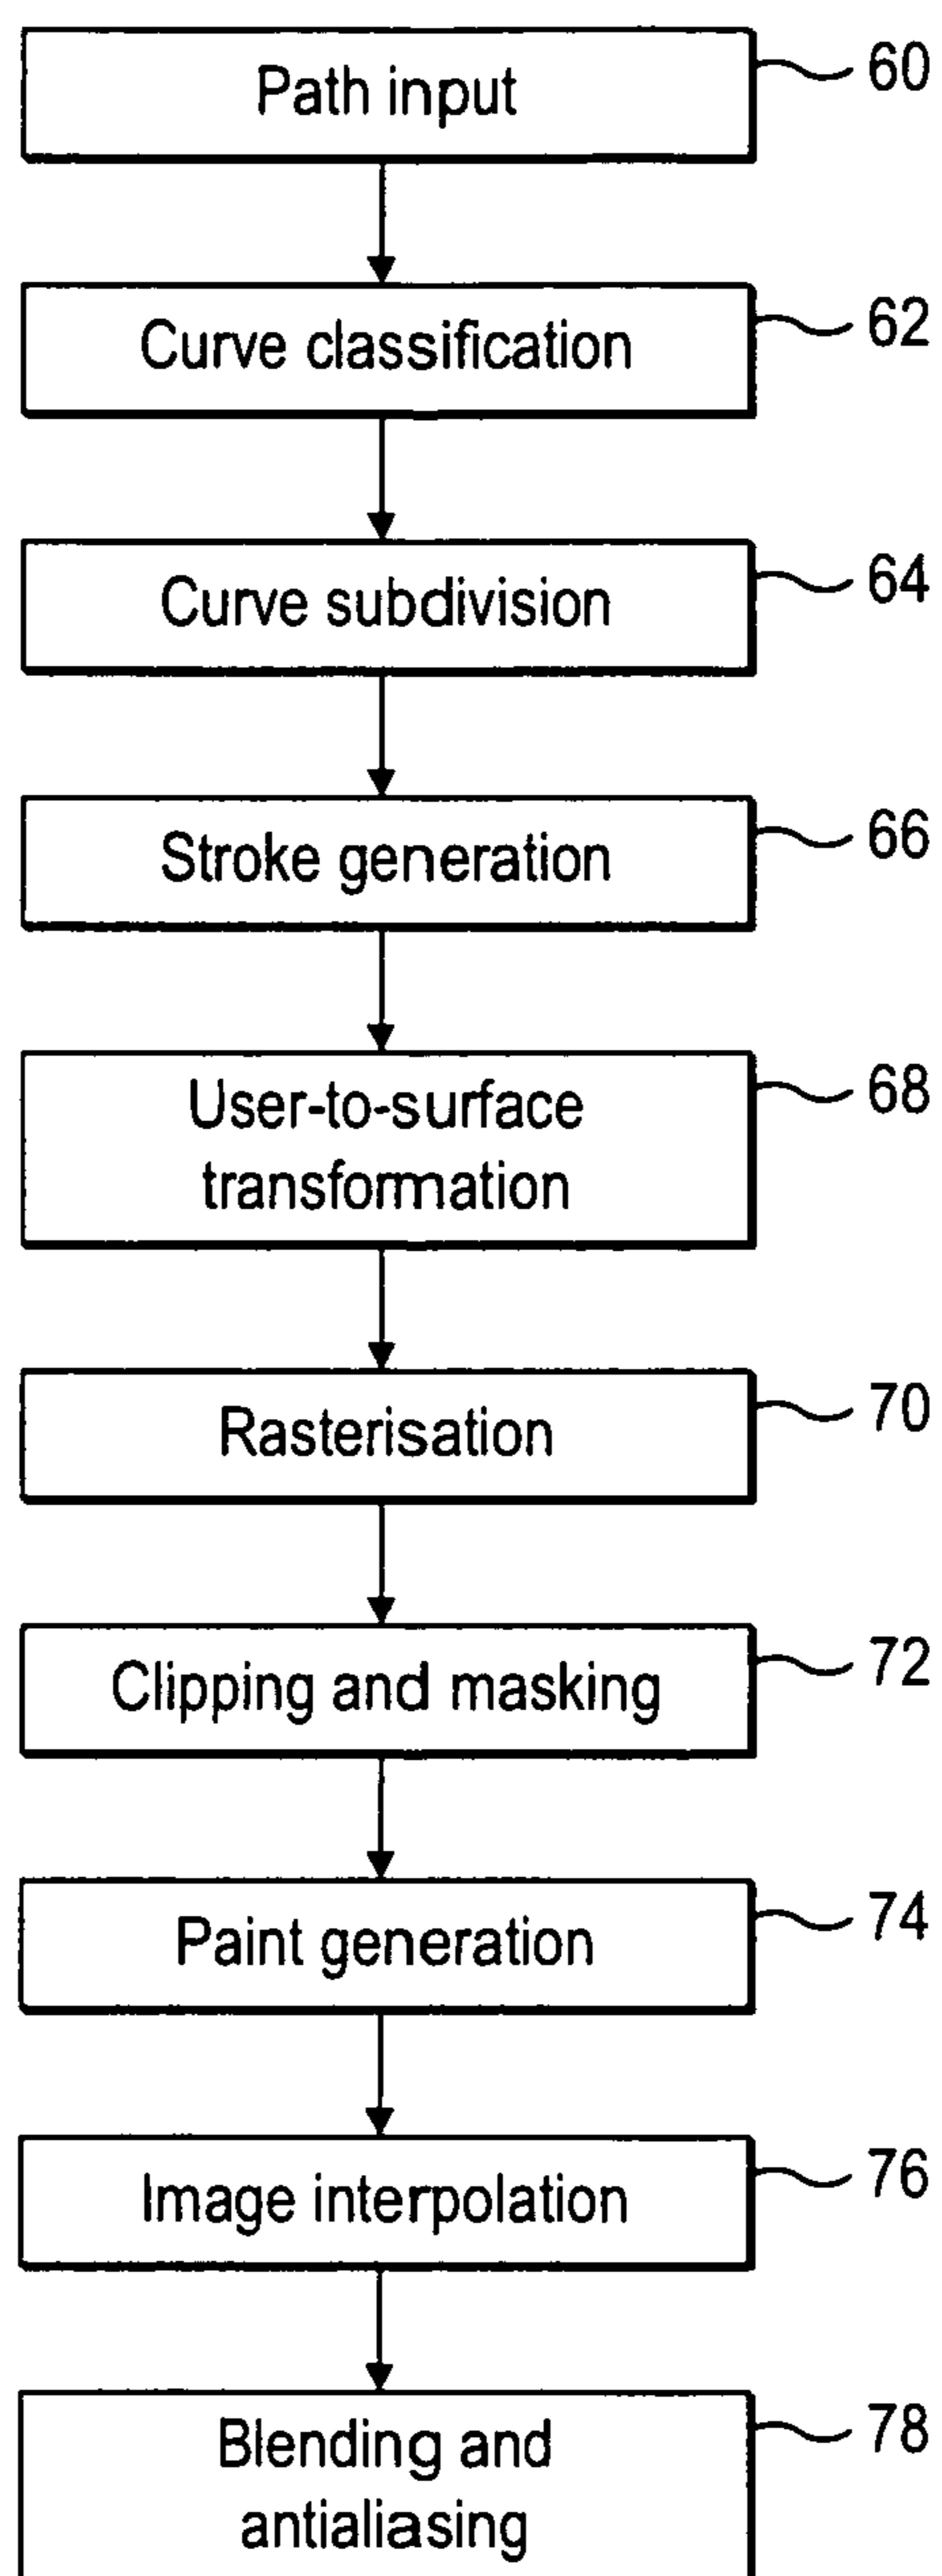 Path input
60
Curve classification
62
Curve subdivision
64
Stroke generation
66
User-to-surface
transformation
68
Rasterisation
70
Clipping and masking
72
Paint generation
74
Image interpolation
76
Blending and
antialiasing
78